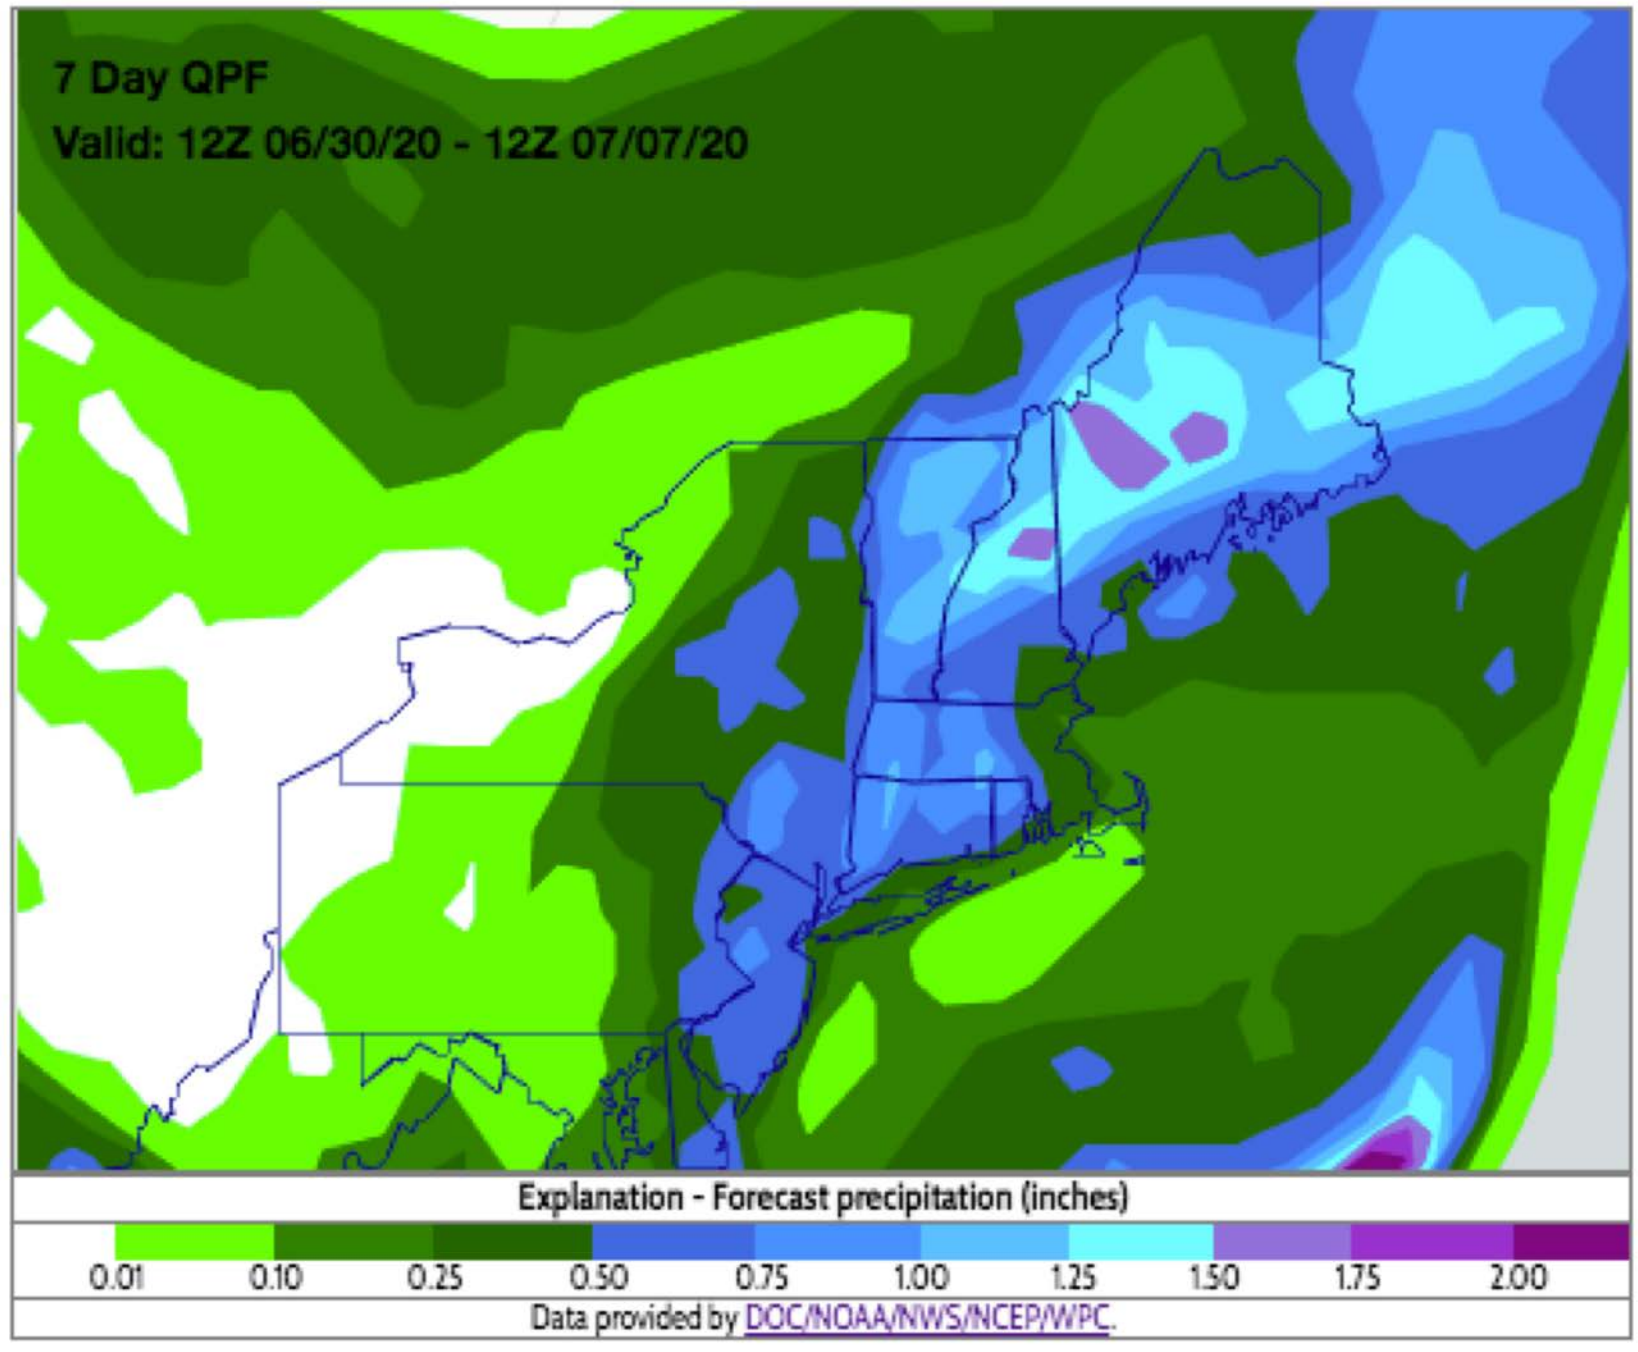 7 Day QPF
Valid: 12Z 06/30/20 - 12Z 07/07/20
Explanation - Forecast precipitation (inches)
0.01 0.10 0.25 0.50 0.75 1.00 1.25 1.50 1.75 2.00
Data provided by DOC/NOAA/NWS/NCEP/WPC.